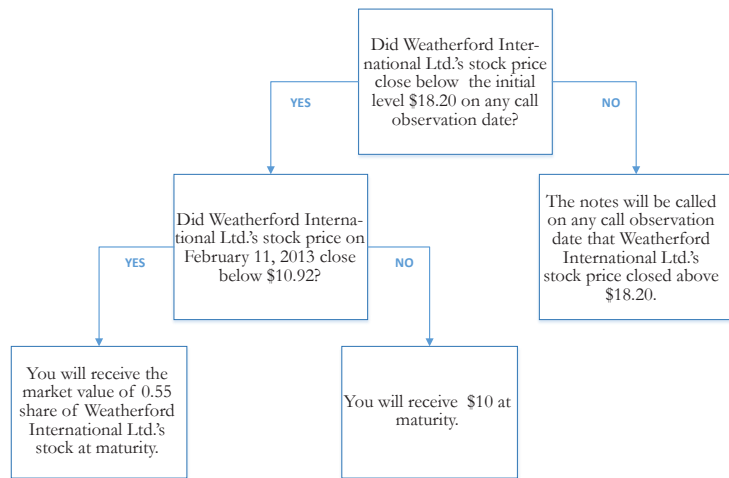 Did Weatherford Inter-
national Ltd.'s stock price
close below the initial
level $18.20 on any call
observation date?
YES
NO
Did Weatherford Interna-
tional Ltd.'s stock price on
February 11, 2013 close
below $10.92?
The notes will be called
on any call observation
date that Weatherford
International Ltd.'s
stock price closed above
$18.20.
YES
NO
You will receive the
market value of 0.55
share of Weatherford
International Ltd.'s
stock at maturity.
You will receive $10 at
maturity.